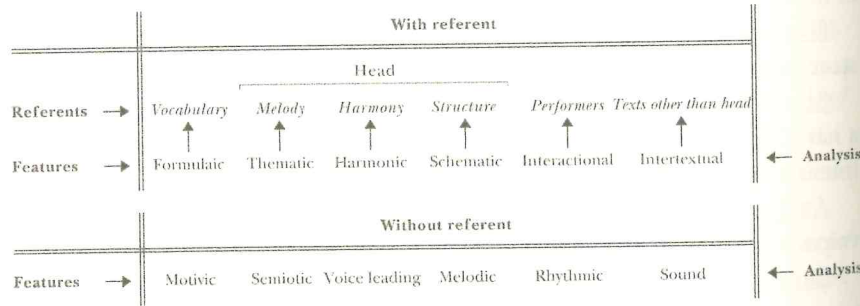 With referent
Head
Referents → Vocabulary Melody Harmony Structure Performers Texts other than head
Features → Formulaic Thematic Harmonic Schematic Interactional Intertextual ← Analysis
Without referent
Features → Motivic Semiotic Voice leading Melodic Rhythmic Sound ← Analysis